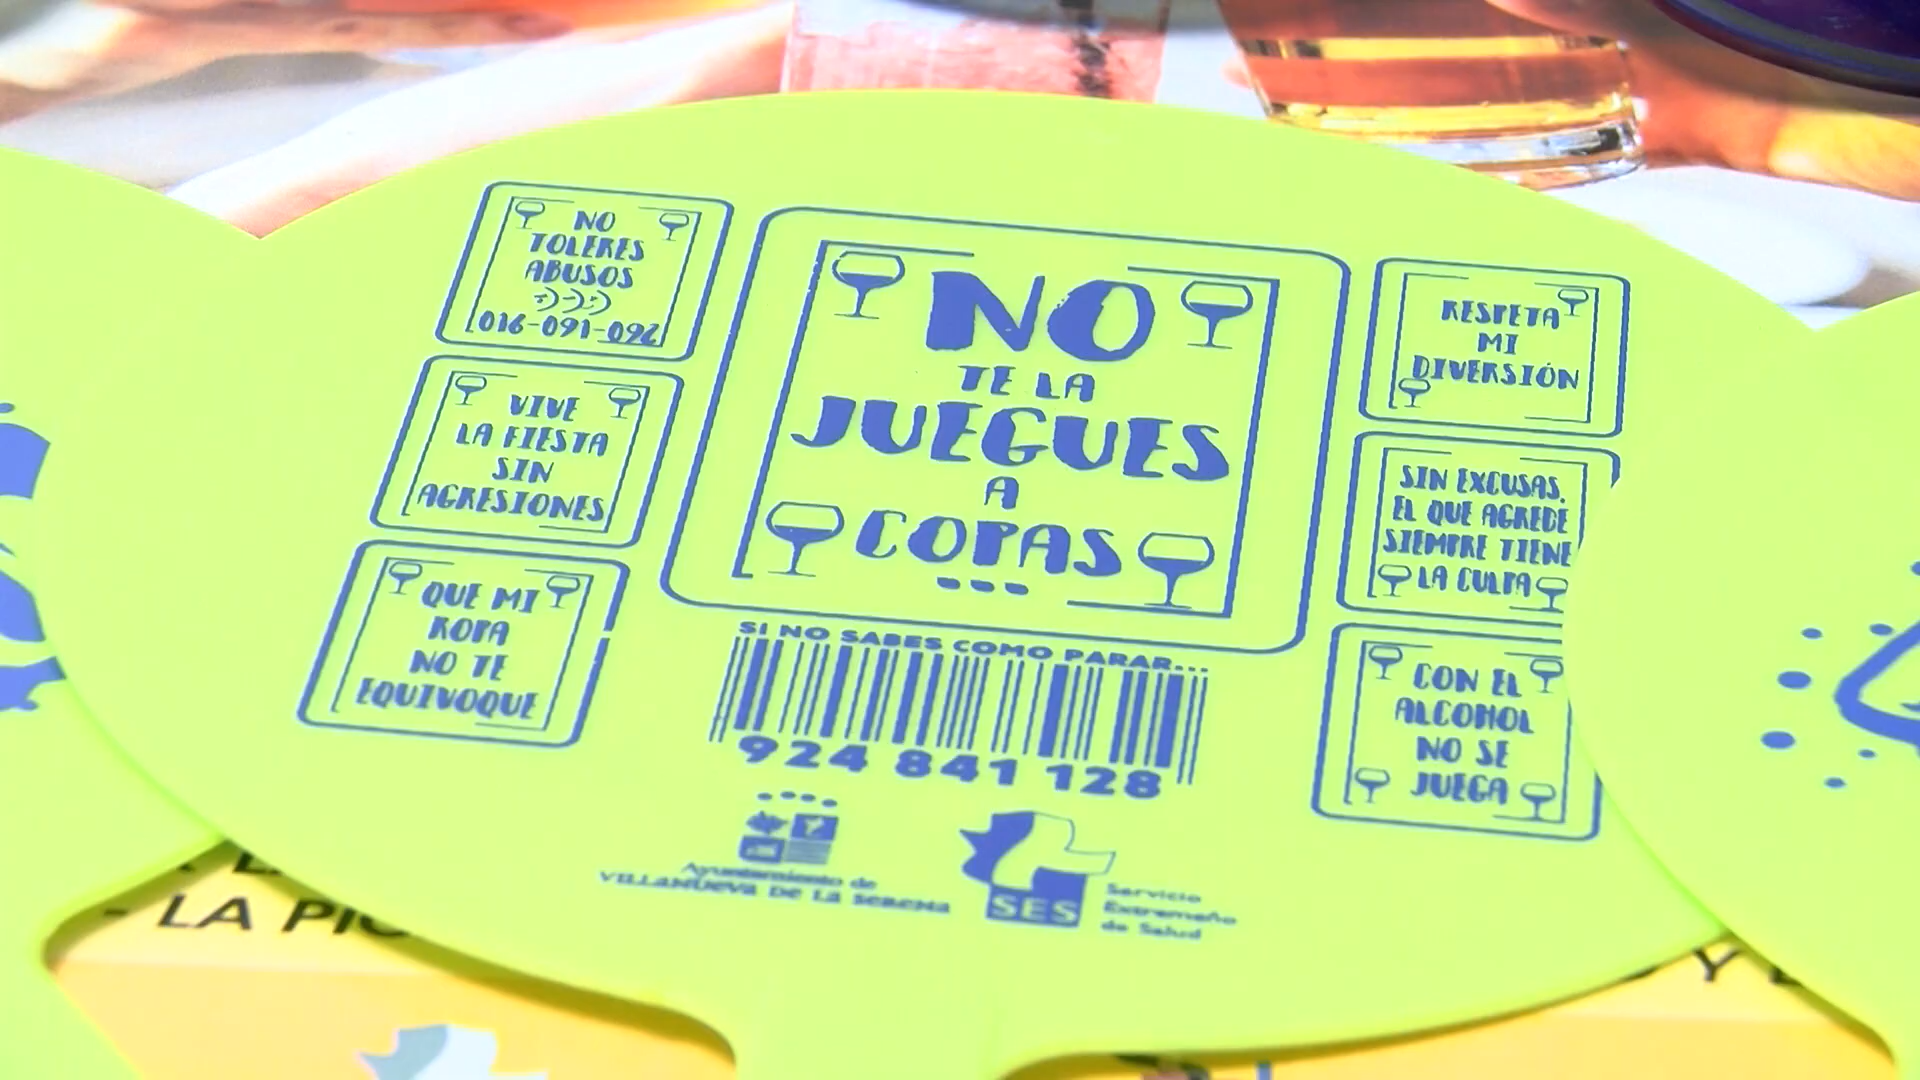 NO
TOLERES
ABUSOS
016-091-092
VIVE
LA FIESTA
SIN
AGRESIONES
QUE MI
ROPA
NO TE
EQUIVOQUE
NO
TE LA
JUEGUES
A
COPAS
...
SI NO SABES COMO PARAR...
924 841 128
Ayuntamiento de
VILLANUEVA DE LA SERENA
SES
Servicio
Extremeño
de Salud
RESPETA
MI
DIVERSIÓN
SIN EXCUSAS.
EL QUE AGREDE
SIEMPRE TIENE
LA CULPA
CON EL
ALCOHOL
NO SE
JUEGA
- LA
Y